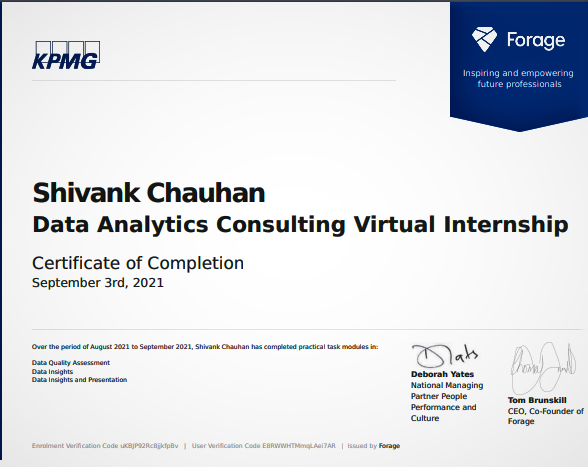 KPMG
Forage
Inspiring and empowering
future professionals
Shivank Chauhan
Data Analytics Consulting Virtual Internship
Certificate of Completion
September 3rd, 2021
Over the period of August 2021 to September 2021, Shivank Chauhan has completed practical task modules in:
Data Quality Assessment
Data Insights
Data Insights and Presentation
Deborah Yates
National Managing
Partner People
Performance and
Culture
Tom Brunskill
CEO, Co-Founder of
Forage
Enrolment Verification Code | User Verification Code | Issued by Forage